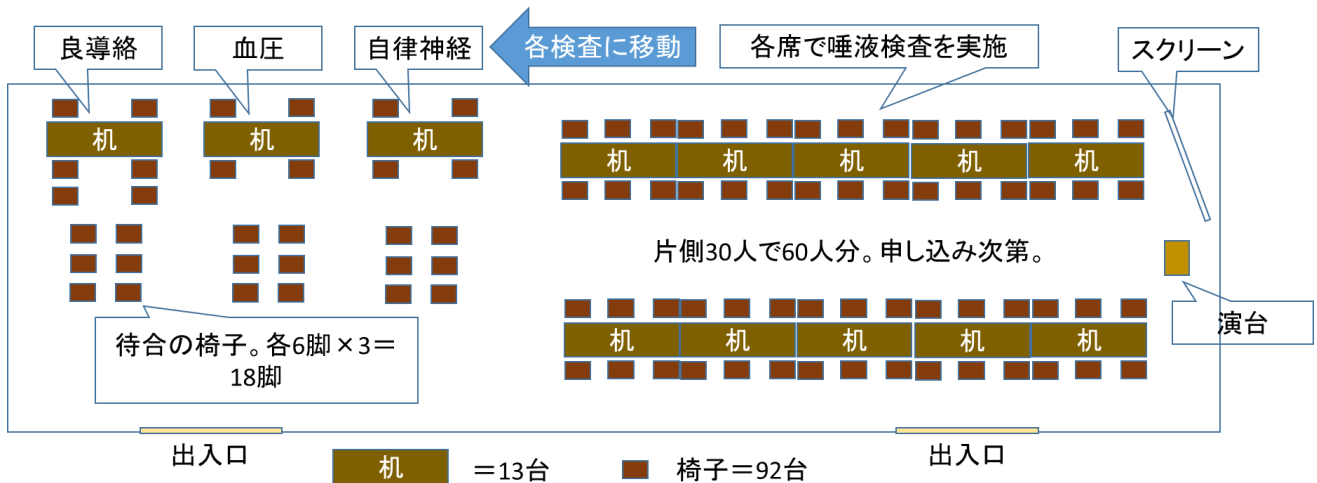 良導絡
血圧
自律神経
各検査に移動
各席で唾液検査を実施
スクリーン
机
机
机
机
机
机
机
机
片側30人で60人分。申し込み次第。
演台
待合の椅子。各6脚×3＝
18脚
机
机
机
机
机
出入口
出入口
机
＝13台
椅子＝92台